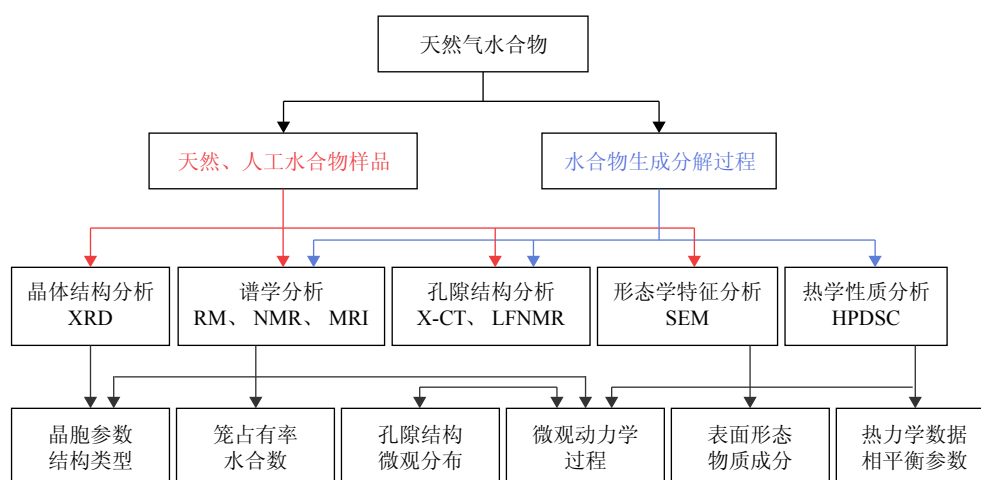 天然气水合物
天然、人工水合物样品
水合物生成分解过程
晶体结构分析
XRD
谱学分析
RM、 NMR、 MRI
孔隙结构分析
X-CT、 LFNMR
形态学特征分析
SEM
热学性质分析
HPDSC
晶胞参数
结构类型
笼占有率
水合数
孔隙结构
微观分布
微观动力学
过程
表面形态
物质成分
热力学数据
相平衡参数